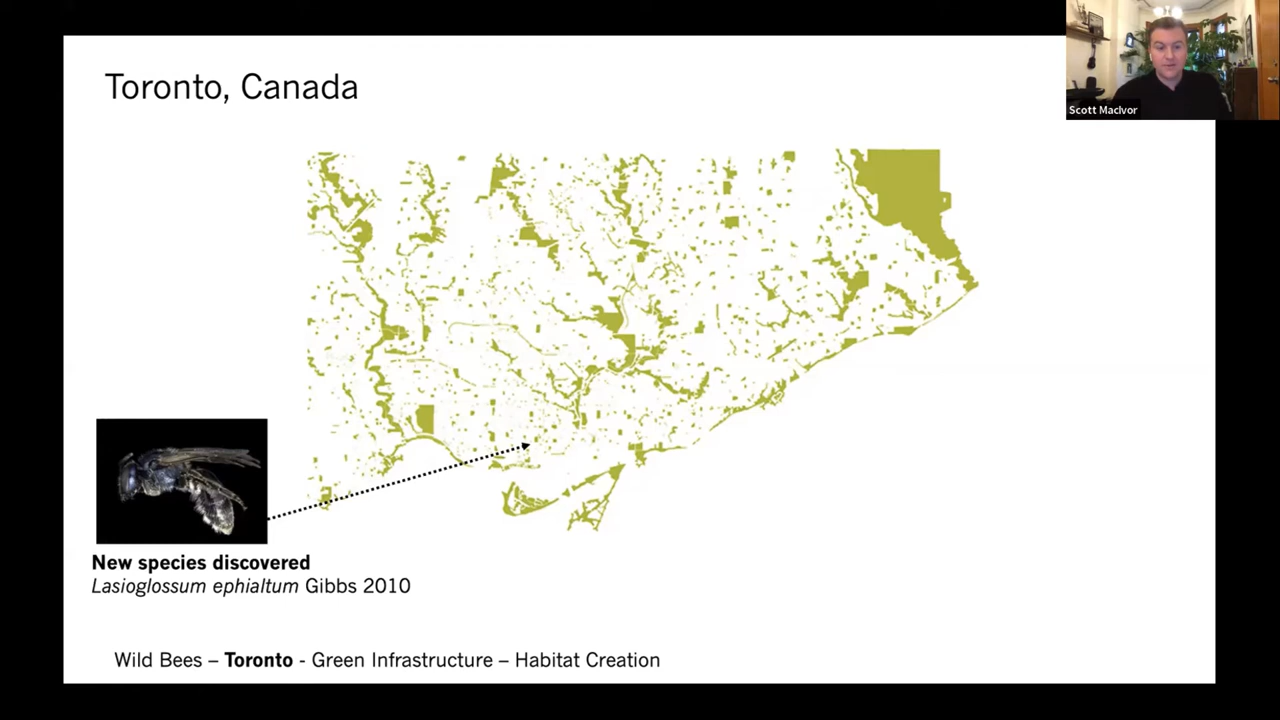 Toronto, Canada
Scott MacIvor
New species discovered
Lasioglossum ephialtum Gibbs 2010
Wild Bees – Toronto - Green Infrastructure – Habitat Creation